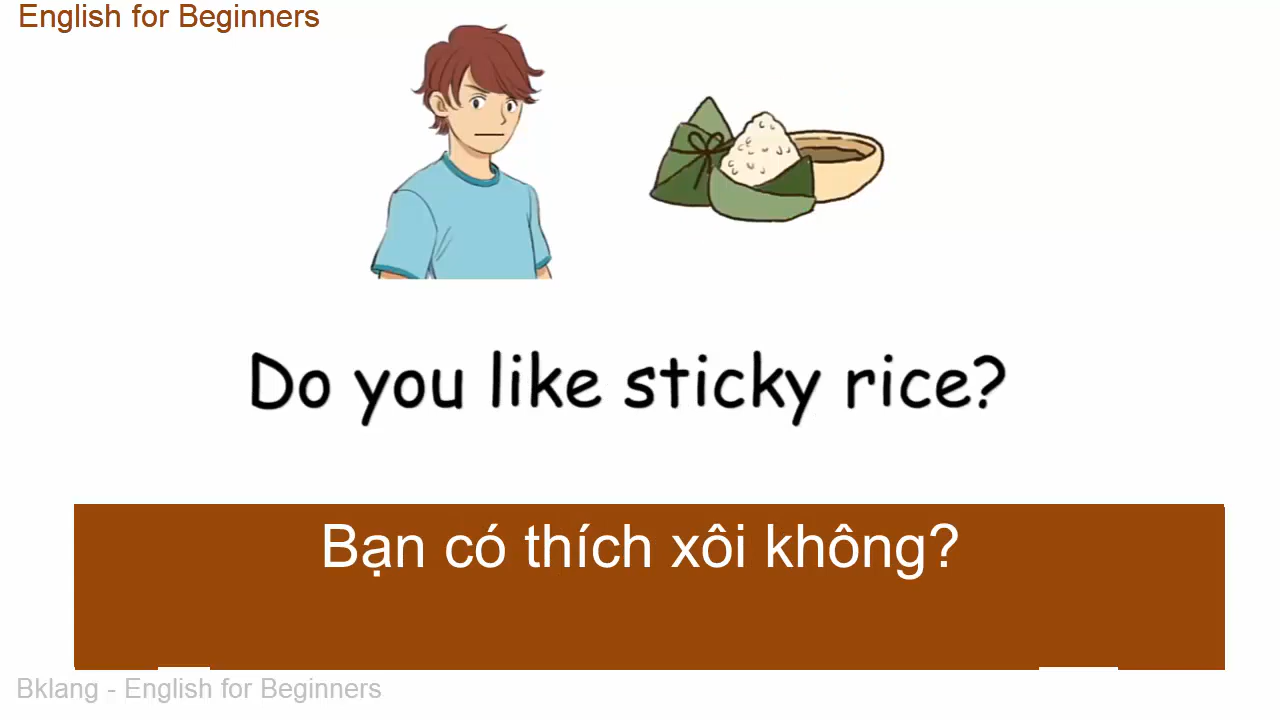 English for Beginners
Do you like sticky rice?
Bạn có thích xôi không?
Bklang - English for Beginners